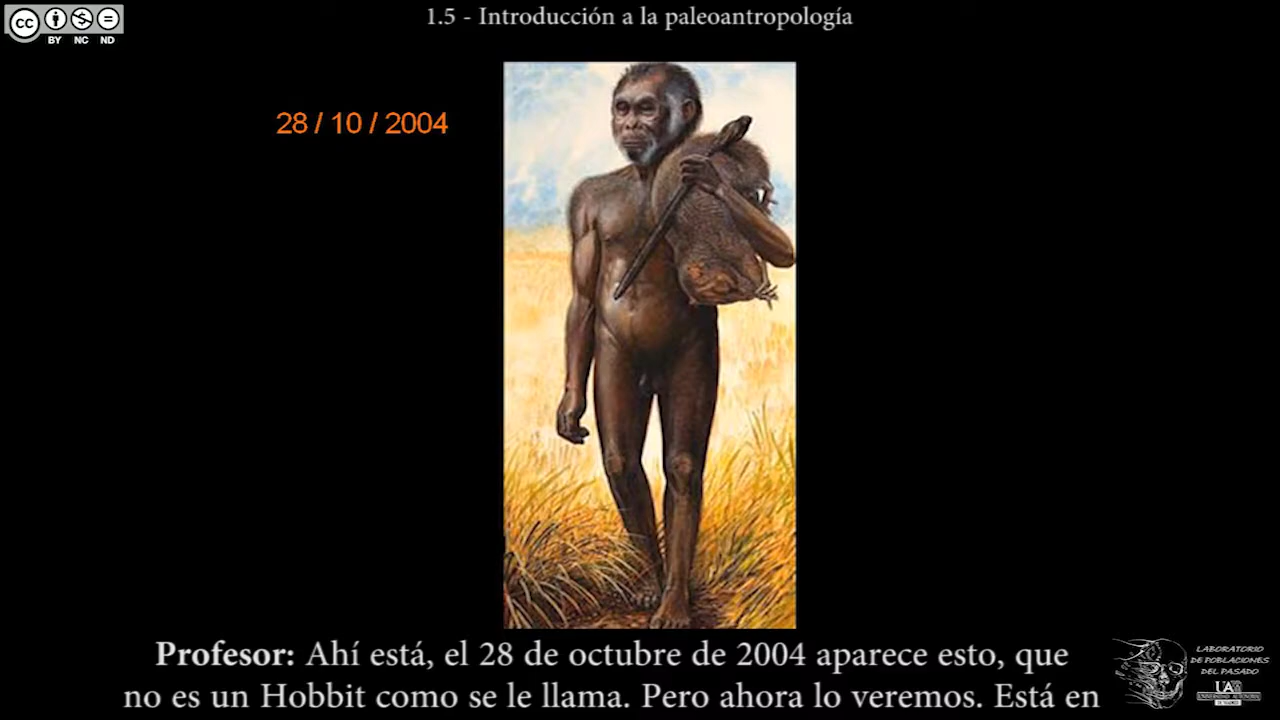 1.5 - Introducción a la paleoantropología
cc
BY NC ND
28 / 10 / 2004
Profesor: Ahí está, el 28 de octubre de 2004 aparece esto, que
no es un Hobbit como se le llama. Pero ahora lo veremos. Está en
LABORATORIO
DE POBLACIONES
DEL PASADO